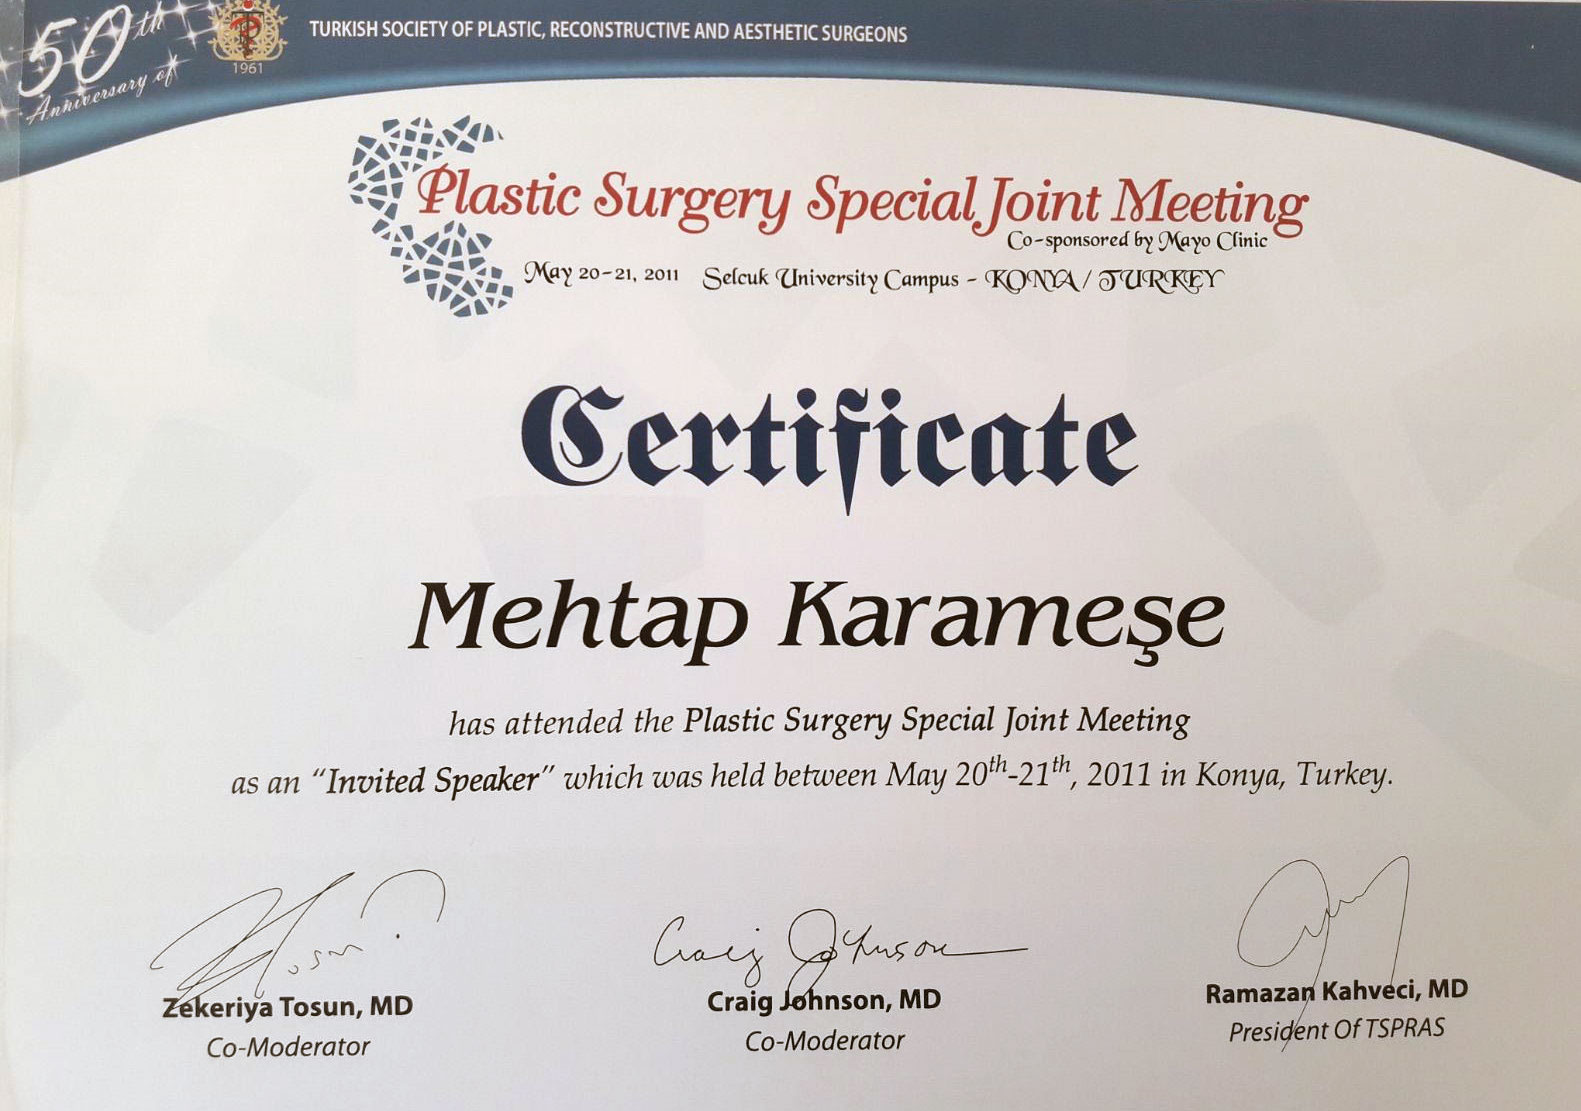 50th
Anniversary of
1961
TURKISH SOCIETY OF PLASTIC, RECONSTRUCTIVE AND AESTHETIC SURGEONS
Plastic Surgery Special Joint Meeting
Co-sponsored by Mayo Clinic
May 20-21, 2011 Selcuk University Campus - KONYA / TURKEY
Certificate
Mehtap Karameşe
has attended the Plastic Surgery Special Joint Meeting
as an “Invited Speaker” which was held between May 20th-21th, 2011 in Konya, Turkey.
Craig Johnson
Zekeriya Tosun, MD
Co-Moderator
Craig Johnson, MD
Co-Moderator
Ramazan Kahveci, MD
President Of TSPRAS